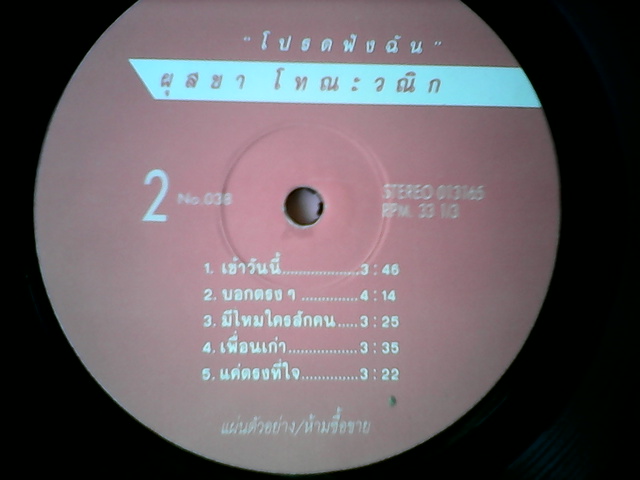 "โปรดฟังฉัน"
ผุสชา โทณะวณิก
2 No.038
STEREO 013165
RPM. 33 1/3
1. เช้าวันนี้..................3:46
2. บอกตรงๆ.............4:14
3. มีไหมใครสักคน.....3:25
4. เพื่อนเก่า................3:35
5. แค่ตรงที่ใจ.............3:22
แผ่นตัวอย่าง/ห้ามซื้อขาย